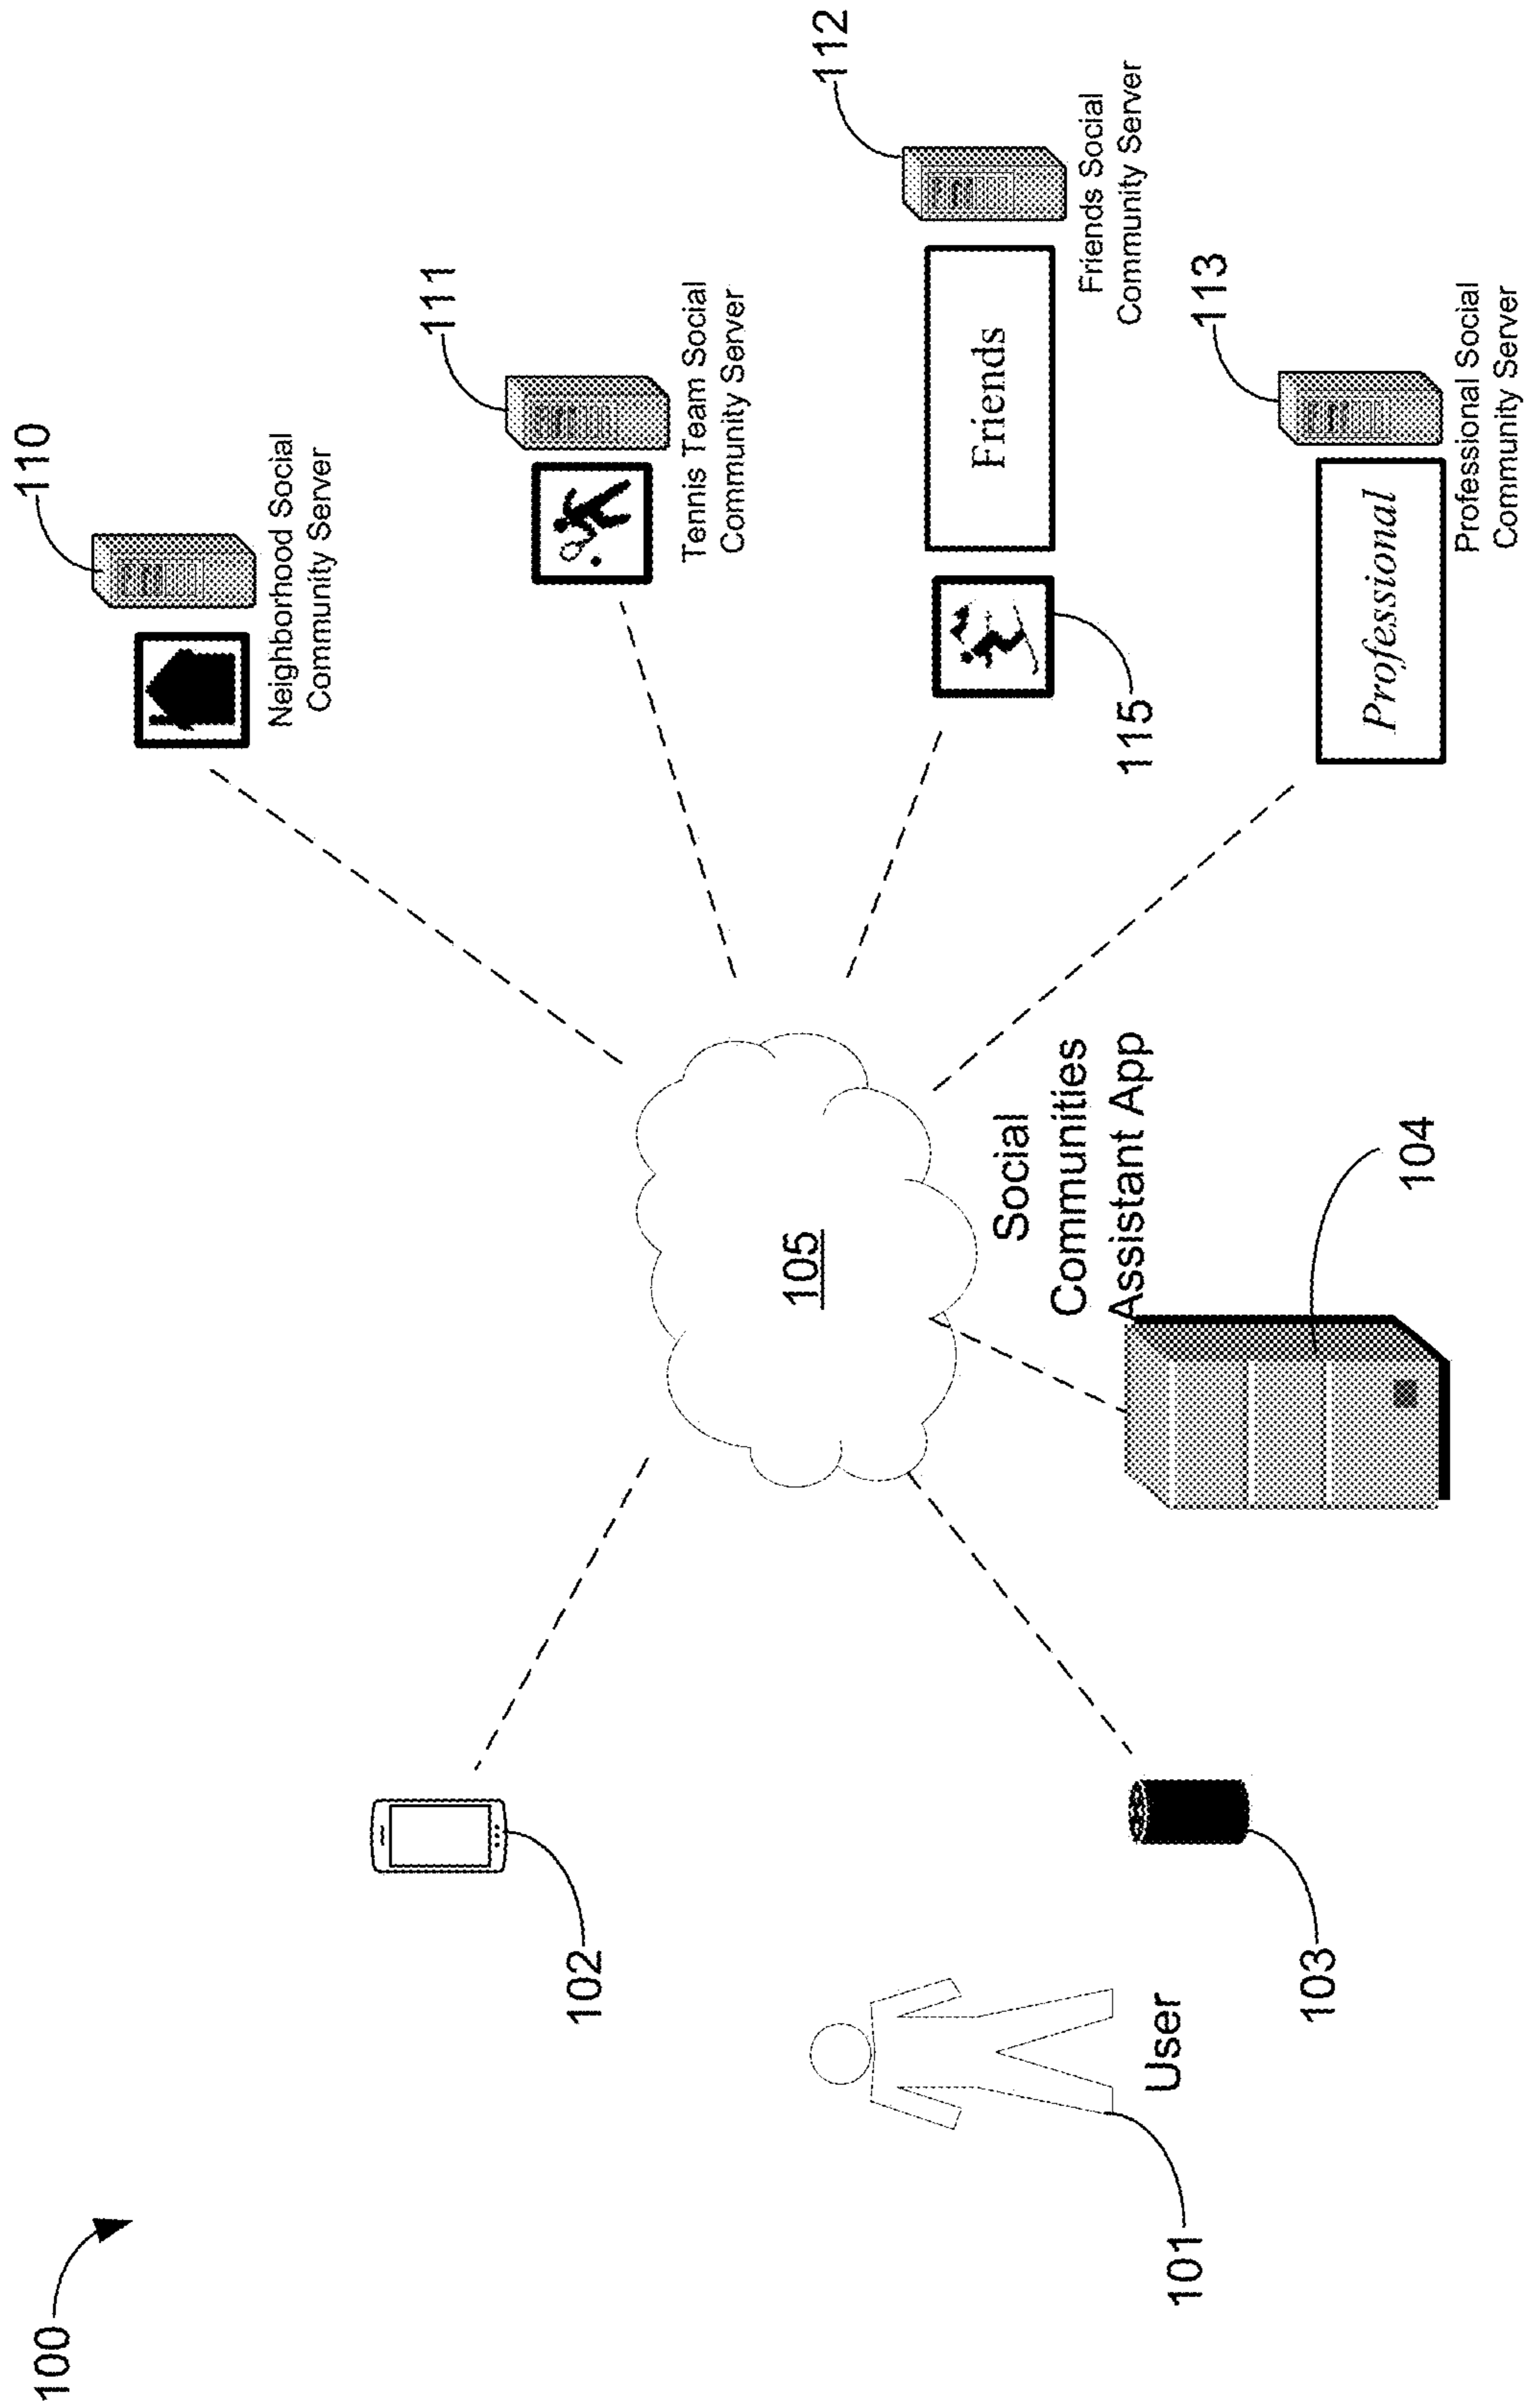 100
110
Neighborhood Social
Community Server
111
Tennis Team Social
Community Server
112
Friends
Friends Social
Community Server
115
113
Professional
Professional Social
Community Server
102
105
Social
Communities
Assistant App
104
User
101
103